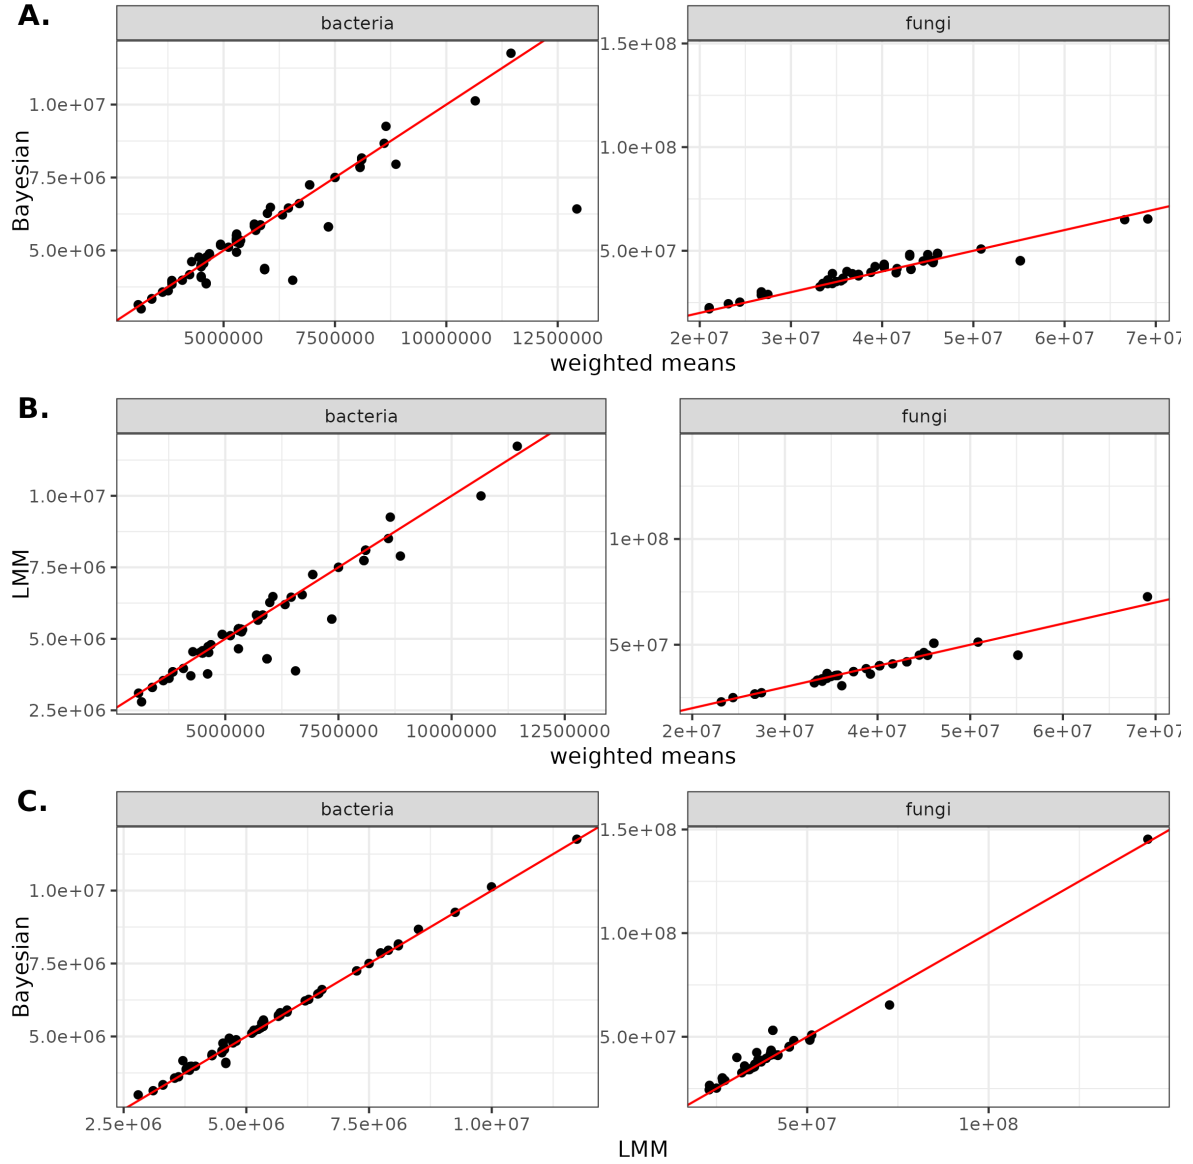 A.
bacteria
fungi
Bayesian
1.0e+07
7.5e+06
5.0e+06
1.5e+08
1.0e+08
5.0e+07
5000000 7500000 10000000 12500000
2e+07 3e+07 4e+07 5e+07 6e+07 7e+07
weighted means
B.
bacteria
fungi
LMM
1.0e+07
7.5e+06
5.0e+06
2.5e+06
1e+08
5e+07
5000000 7500000 10000000 12500000
2e+07 3e+07 4e+07 5e+07 6e+07 7e+07
weighted means
C.
bacteria
fungi
Bayesian
1.0e+07
7.5e+06
5.0e+06
1.5e+08
1.0e+08
5.0e+07
2.5e+06 5.0e+06 7.5e+06 1.0e+07
5e+07 1e+08
LMM